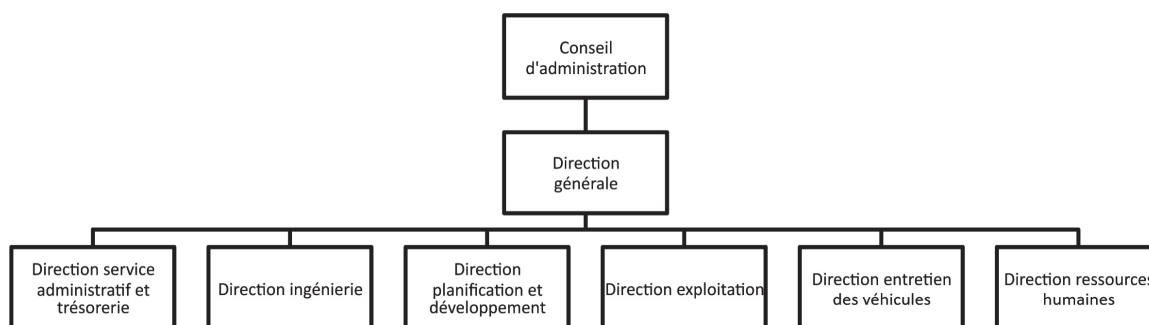 Conseil
d'administration
Direction
générale
Direction service
administratif et
trésorerie
Direction ingénierie
Direction
planification et
développement
Direction exploitation
Direction entretien
des véhicules
Direction ressources
humaines